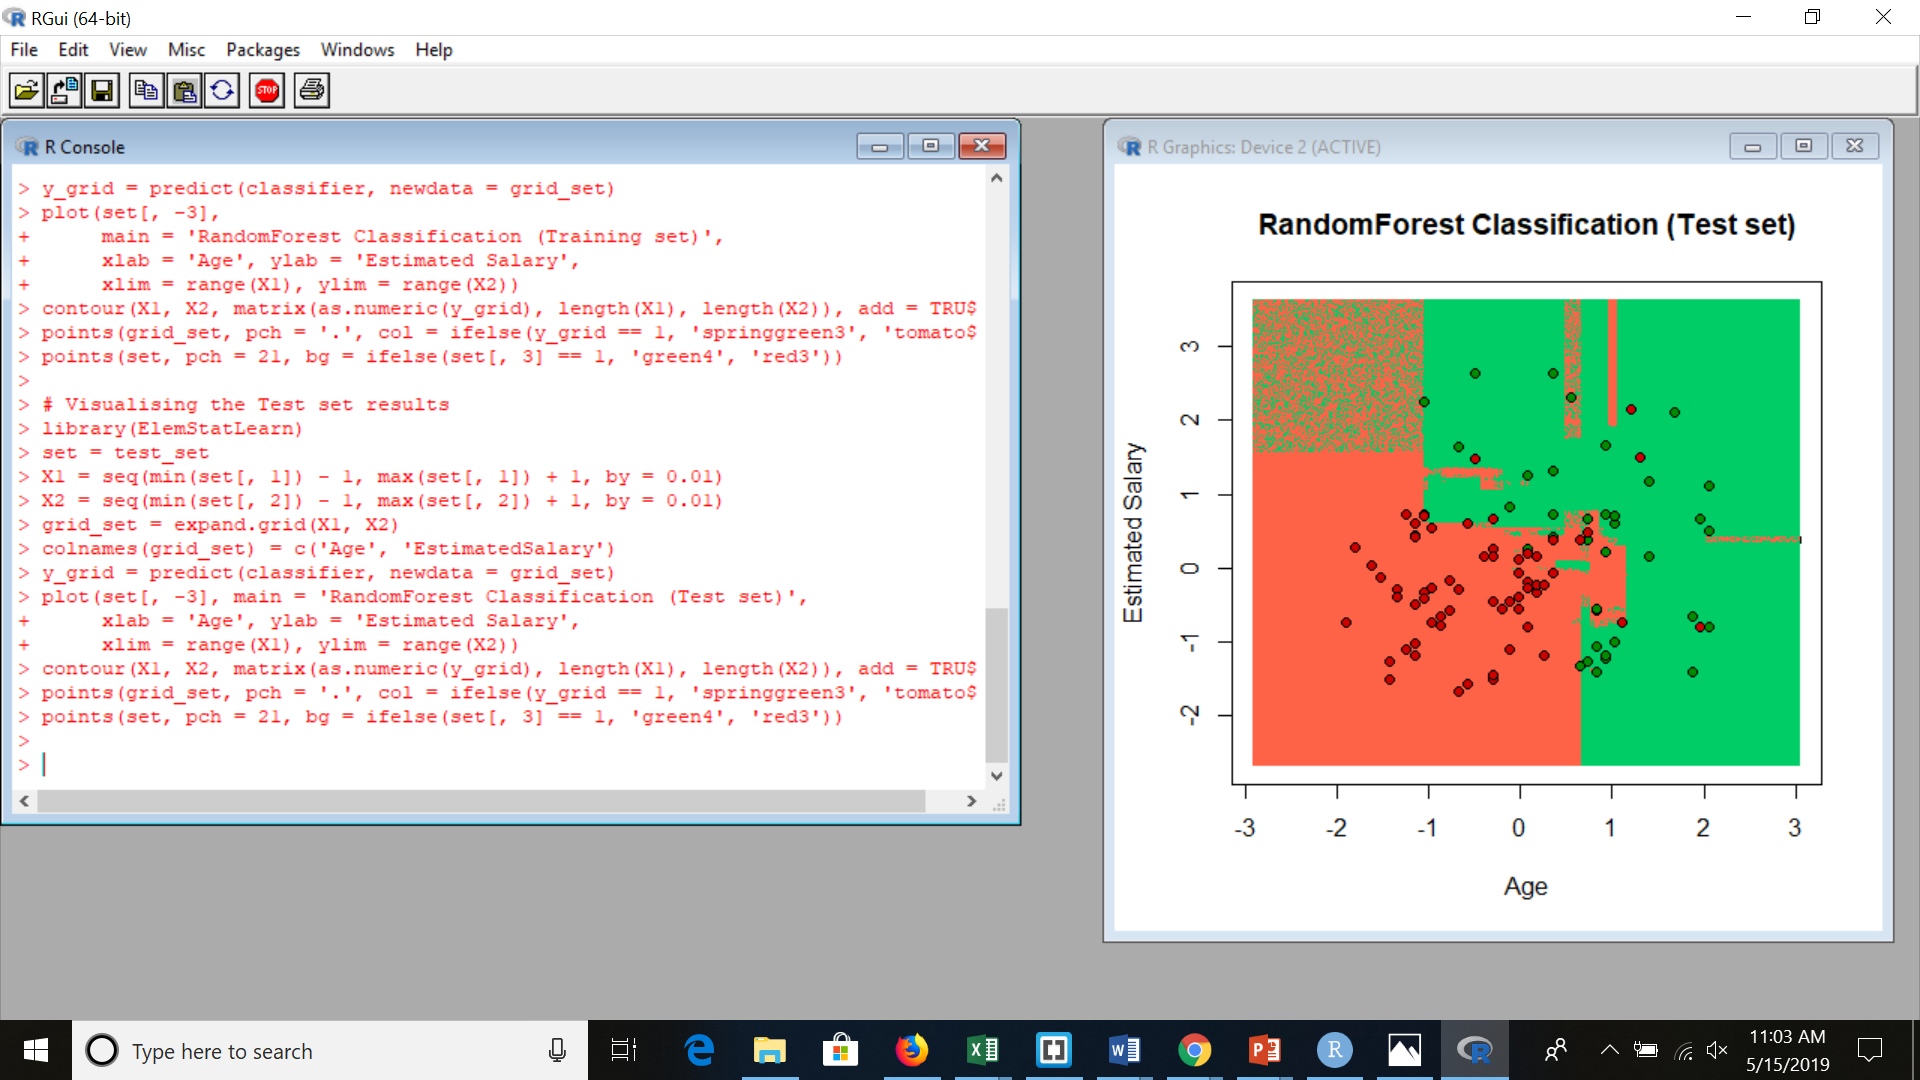 RGui (64-bit)
File Edit View Misc Packages Windows Help
STOP
R Console
> y_grid = predict(classifier, newdata = grid_set)
> plot(set[, -3],
+ main = 'RandomForest Classification (Training set)',
+ xlab = 'Age', ylab = 'Estimated Salary',
+ xlim = range(X1), ylim = range(X2))
> contour(X1, X2, matrix(as.numeric(y_grid), length(X1), length(X2)), add = TRU$
> points(grid_set, pch = '.', col = ifelse(y_grid == 1, 'springgreen3', 'tomato$
> points(set, pch = 21, bg = ifelse(set[, 3] == 1, 'green4', 'red3'))
>
> # Visualising the Test set results
> library(ElemStatLearn)
> set = test_set
> X1 = seq(min(set[, 1]) - 1, max(set[, 1]) + 1, by = 0.01)
> X2 = seq(min(set[, 2]) - 1, max(set[, 2]) + 1, by = 0.01)
> grid_set = expand.grid(X1, X2)
> colnames(grid_set) = c('Age', 'EstimatedSalary')
> y_grid = predict(classifier, newdata = grid_set)
> plot(set[, -3], main = 'RandomForest Classification (Test set)',
+ xlab = 'Age', ylab = 'Estimated Salary',
+ xlim = range(X1), ylim = range(X2))
> contour(X1, X2, matrix(as.numeric(y_grid), length(X1), length(X2)), add = TRU$
> points(grid_set, pch = '.', col = ifelse(y_grid == 1, 'springgreen3', 'tomato$
> points(set, pch = 21, bg = ifelse(set[, 3] == 1, 'green4', 'red3'))
>
>
R Graphics: Device 2 (ACTIVE)
RandomForest Classification (Test set)
Estimated Salary
3
2
1
0
-1
-2
-3 -2 -1 0 1 2 3
Age
Type here to search
11:03 AM
5/15/2019